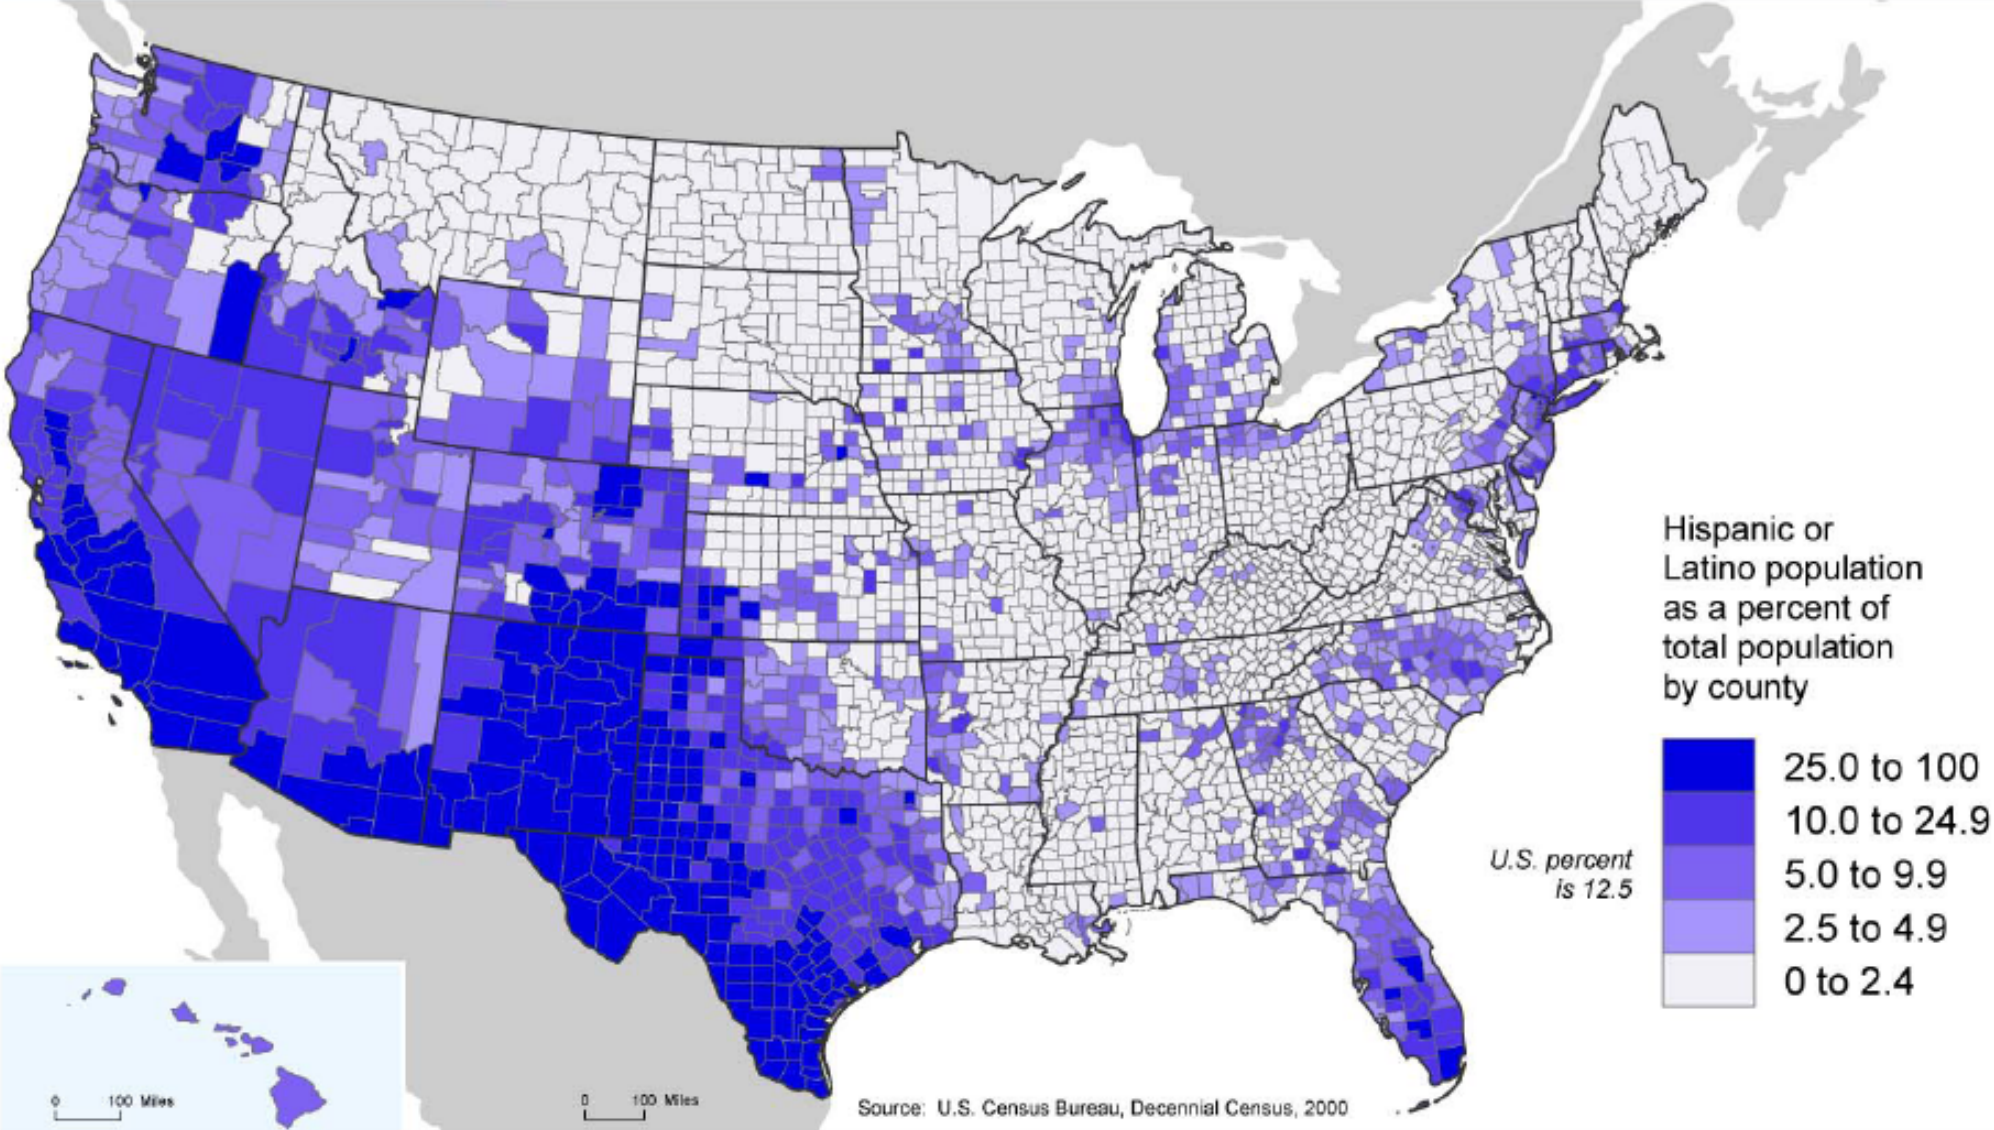 Hispanic or
Latino population
as a percent of
total population
by county
25.0 to 100
10.0 to 24.9
5.0 to 9.9
2.5 to 4.9
0 to 2.4
U.S. percent
is 12.5
0 100 Miles
0 100 Miles
Source: U.S. Census Bureau, Decennial Census, 2000